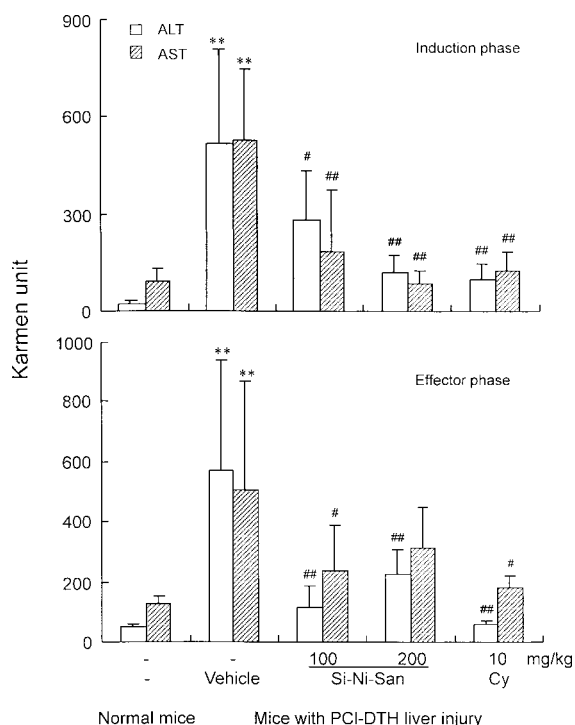 900
ALT
AST
Induction phase
** **
600
# ##
300
## ##
## ##
0
Karmen unit
1000
** **
Effector phase
800
600
#
400
##
##
#
200
##
0
- - 100 200 10 mg/kg
- Vehicle Si-Ni-San Cy
Normal mice Mice with PCI-DTH liver injury